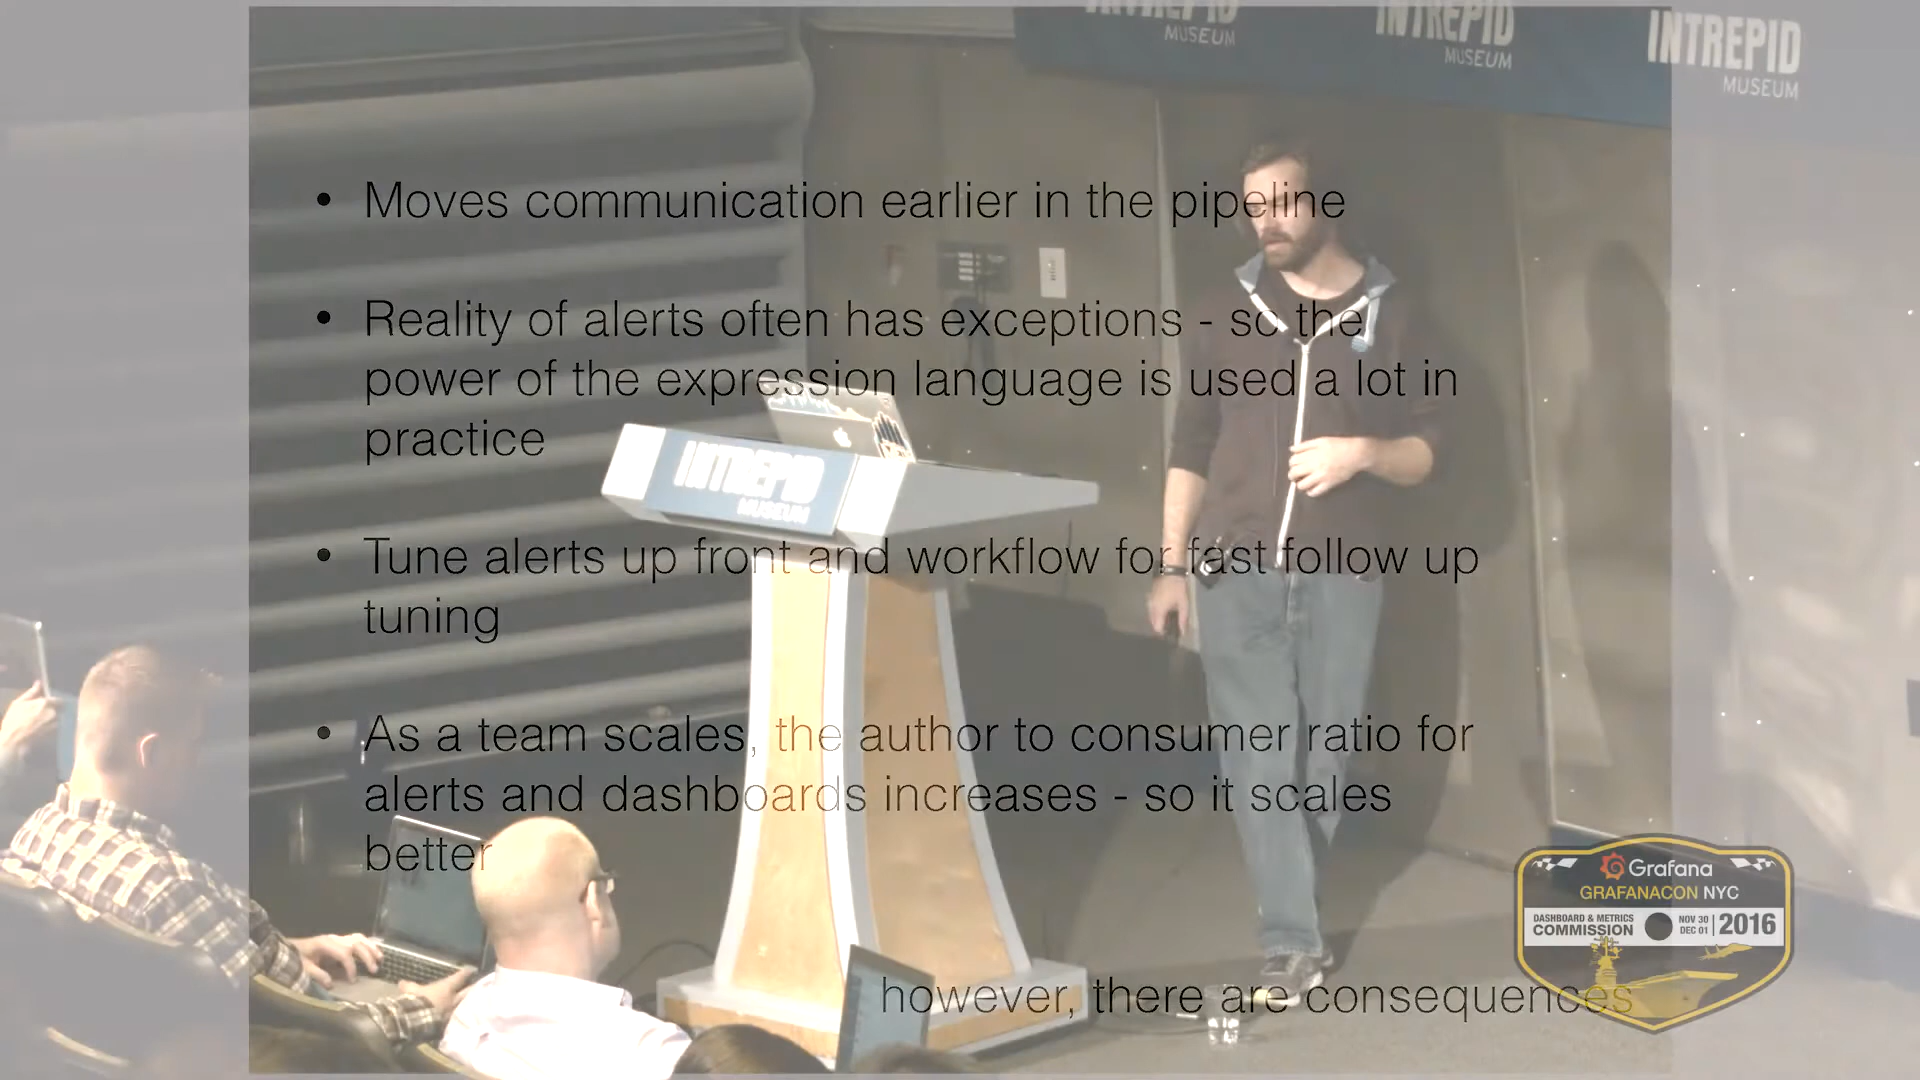 INTREPID
MUSEUM
INTREPID
MUSEUM
INTREPID
MUSEUM
• Moves communication earlier in the pipeline
• Reality of alerts often has exceptions - so the
power of the expression language is used a lot in
practice
INTREPID
MUSEUM
• Tune alerts up front and workflow for fast follow up
tuning
• As a team scales, the author to consumer ratio for
alerts and dashboards increases - so it scales
better
however, there are consequences
Grafana
GRAFANACON NYC
DASHBOARD & METRICS
COMMISSION
NOV 30
DEC 01
2016